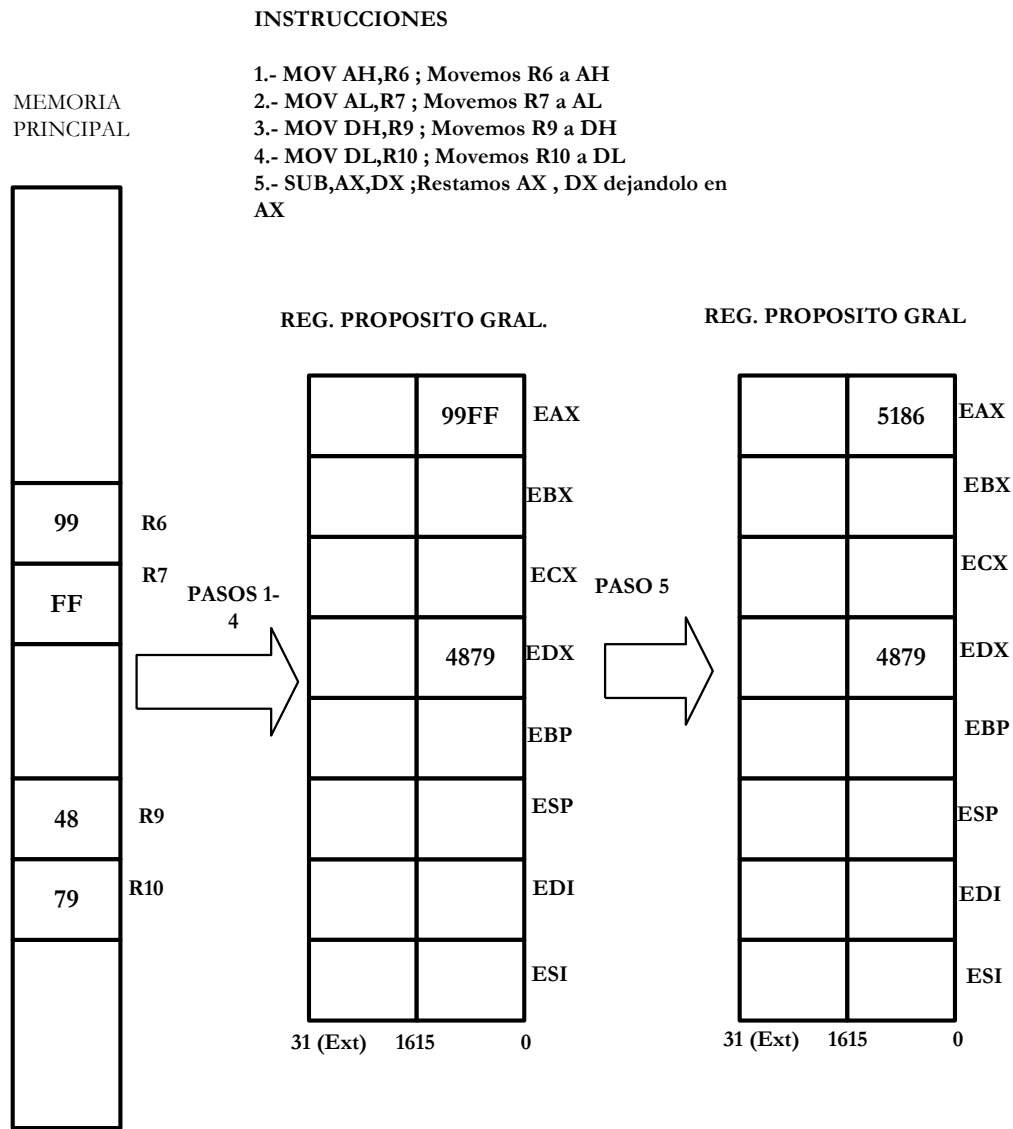 INSTRUCCIONES
1.- MOV AH,R6 ; Movemos R6 a AH
2.- MOV AL,R7 ; Movemos R7 a AL
3.- MOV DH,R9 ; Movemos R9 a DH
4.- MOV DL,R10 ; Movemos R10 a DL
5.- SUB,AX,DX ;Restamos AX , DX dejandolo en
AX
MEMORIA
PRINCIPAL
99 R6
FF R7
48 R9
79 R10
PASOS 1-
4
REG. PROPOSITO GRAL.
99FF EAX
EBX
ECX
4879 EDX
EBP
ESP
EDI
ESI
31 (Ext) 1615 0
PASO 5
REG. PROPOSITO GRAL
5186 EAX
EBX
ECX
4879 EDX
EBP
ESP
EDI
ESI
31 (Ext) 1615 0